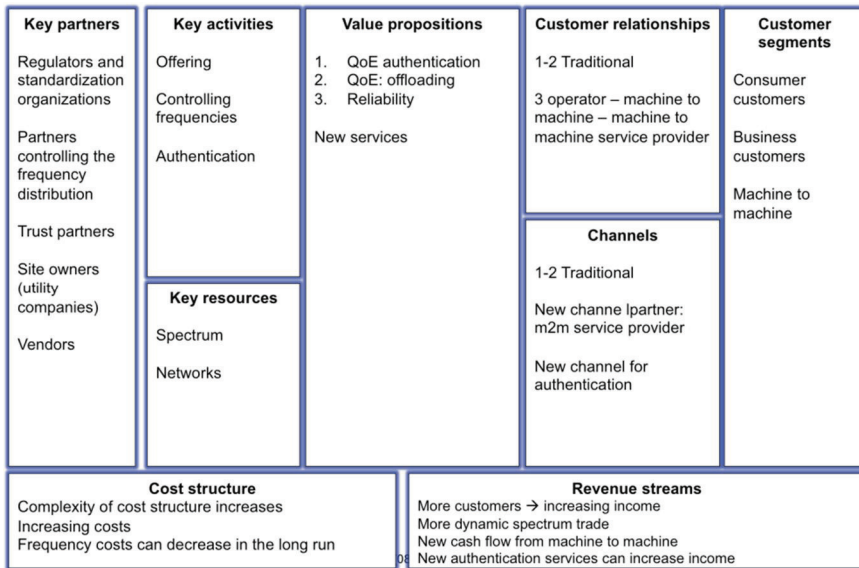 Key partners
Regulators and
standardization
organizations
Partners
controlling the
frequency
distribution
Trust partners
Site owners
(utility
companies)
Vendors
Key activities
Offering
Controlling
frequencies
Authentication
Key resources
Spectrum
Networks
Value propositions
1. QoE authentication
2. QoE: offloading
3. Reliability
New services
Customer relationships
1-2 Traditional
3 operator – machine to
machine – machine to
machine service provider
Channels
1-2 Traditional
New channe lpartner:
m2m service provider
New channel for
authentication
Customer
segments
Consumer
customers
Business
customers
Machine to
machine
Cost structure
Complexity of cost structure increases
Increasing costs
Frequency costs can decrease in the long run
Revenue streams
More customers → increasing income
More dynamic spectrum trade
New cash flow from machine to machine
New authentication services can increase income